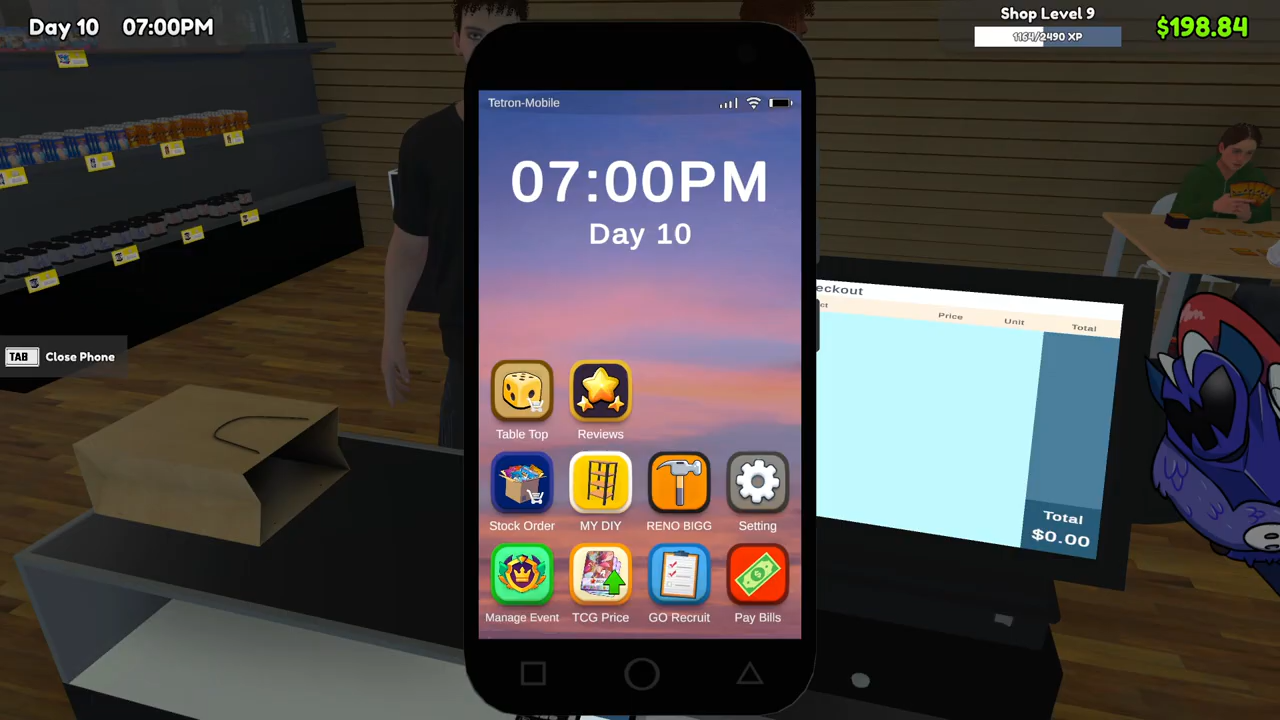 Day 10 07:00PM
Shop Level 9
1164/2490 XP
$198.84
Tetron-Mobile
07:00PM
Day 10
TAB Close Phone
Table Top Reviews
Stock Order MY DIY RENO BIGG Setting
Manage Event TCG Price GO Recruit Pay Bills
eckout
ct Price Unit Total
Total
$0.00